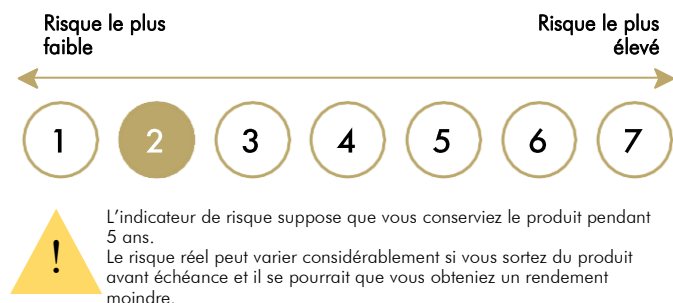 Risque le plus faible
Risque le plus élevé
1 2 3 4 5 6 7
!
L’indicateur de risque suppose que vous conserviez le produit pendant
5 ans.
Le risque réel peut varier considérablement si vous sortez du produit
avant échéance et il se pourrait que vous obteniez un rendement
moindre.